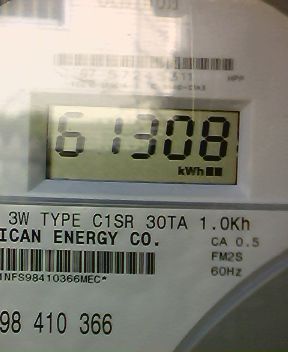 61308
kWh
3W TYPE C1SR 30TA 1.0Kh
ICAN ENERGY CO.
CA 0.5
FM2S
60Hz
1NFS98410366MEC*
98 410 366